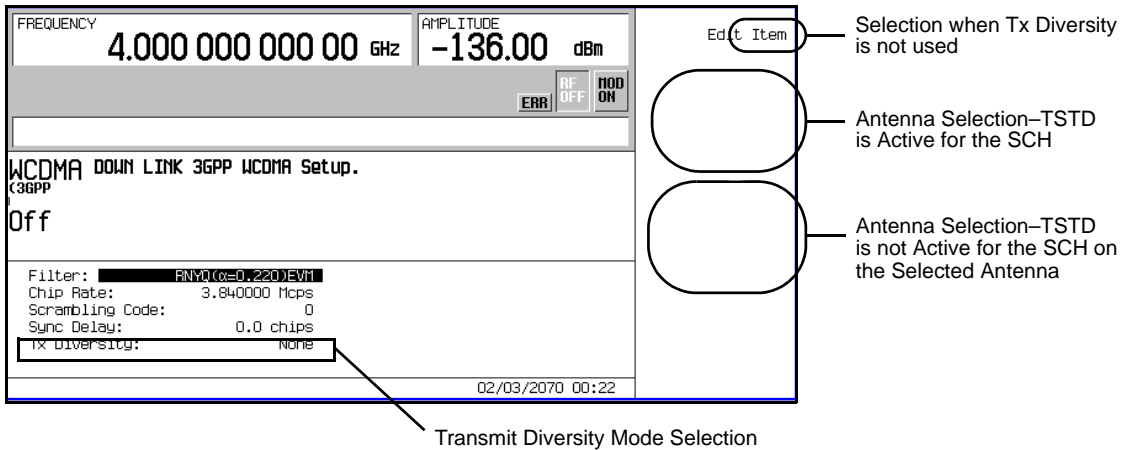 FREQUENCY
4.000 000 000 00 GHz
AMPLITUDE
-136.00 dBm
RF OFF
MOD ON
ERR
Edit Item
Selection when Tx Diversity
is not used
Antenna Selection–TSTD
is Active for the SCH
Antenna Selection–TSTD
is not Active for the SCH on
the Selected Antenna
WCDMA DOWN LINK 3GPP WCDMA Setup.
(3GPP
Off
Filter: RNYQ(α=0.220)EVM
Chip Rate: 3.840000 Mcps
Scrambling Code: 0
Sync Delay: 0.0 chips
Tx Diversity: None
02/03/2070 00:22
Transmit Diversity Mode Selection